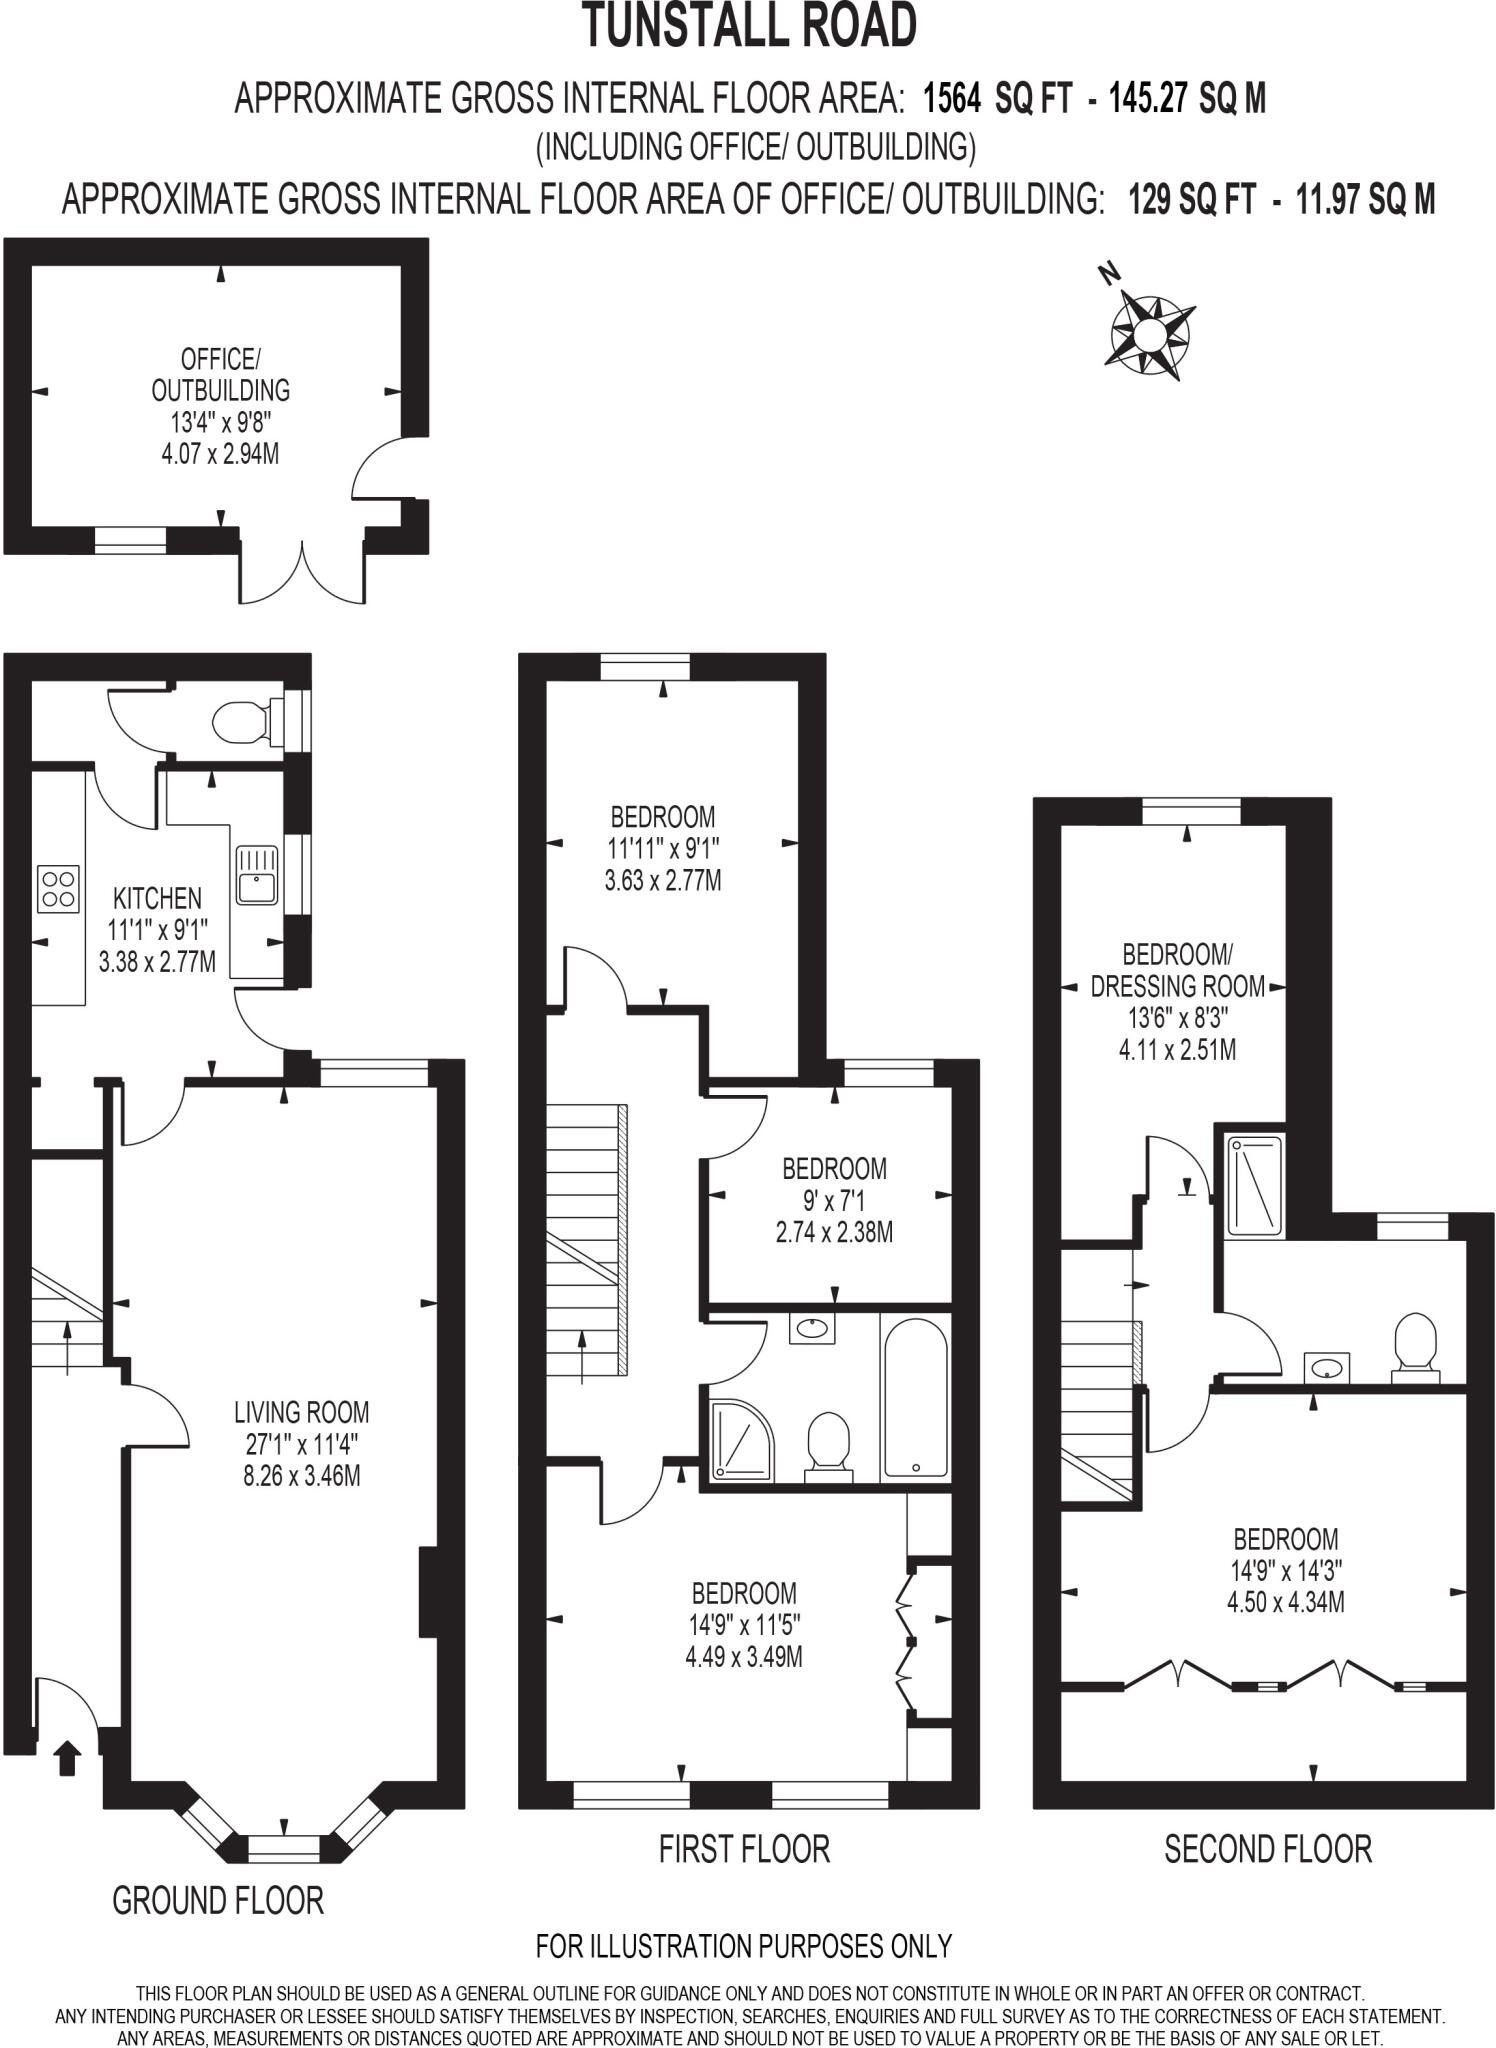 TUNSTALL ROAD
APPROXIMATE GROSS INTERNAL FLOOR AREA: 1564 SQ FT - 145.27 SQ M
(INCLUDING OFFICE/ OUTBUILDING)
APPROXIMATE GROSS INTERNAL FLOOR AREA OF OFFICE/ OUTBUILDING: 129 SQ FT - 11.97 SQ M
N
OFFICE/
OUTBUILDING
13'4" x 9'8"
4.07 x 2.94M
KITCHEN
11'1" x 9'1"
3.38 x 2.77M
LIVING ROOM
27'1" x 11'4"
8.26 x 3.46M
GROUND FLOOR
BEDROOM
11'11" x 9'1"
3.63 x 2.77M
BEDROOM
9' x 7'1
2.74 x 2.38M
BEDROOM
14'9" x 11'5"
4.49 x 3.49M
FIRST FLOOR
BEDROOM/
DRESSING ROOM
13'6" x 8'3"
4.11 x 2.51M
BEDROOM
14'9" x 14'3"
4.50 x 4.34M
SECOND FLOOR
FOR ILLUSTRATION PURPOSES ONLY
THIS FLOOR PLAN SHOULD BE USED AS A GENERAL OUTLINE FOR GUIDANCE ONLY AND DOES NOT CONSTITUTE IN WHOLE OR IN PART AN OFFER OR CONTRACT.
ANY INTENDING PURCHASER OR LESSEE SHOULD SATISFY THEMSELVES BY INSPECTION, SEARCHES, ENQUIRIES AND FULL SURVEY AS TO THE CORRECTNESS OF EACH STATEMENT.
ANY AREAS, MEASUREMENTS OR DISTANCES QUOTED ARE APPROXIMATE AND SHOULD NOT BE USED TO VALUE A PROPERTY OR BE THE BASIS OF ANY SALE OR LET.